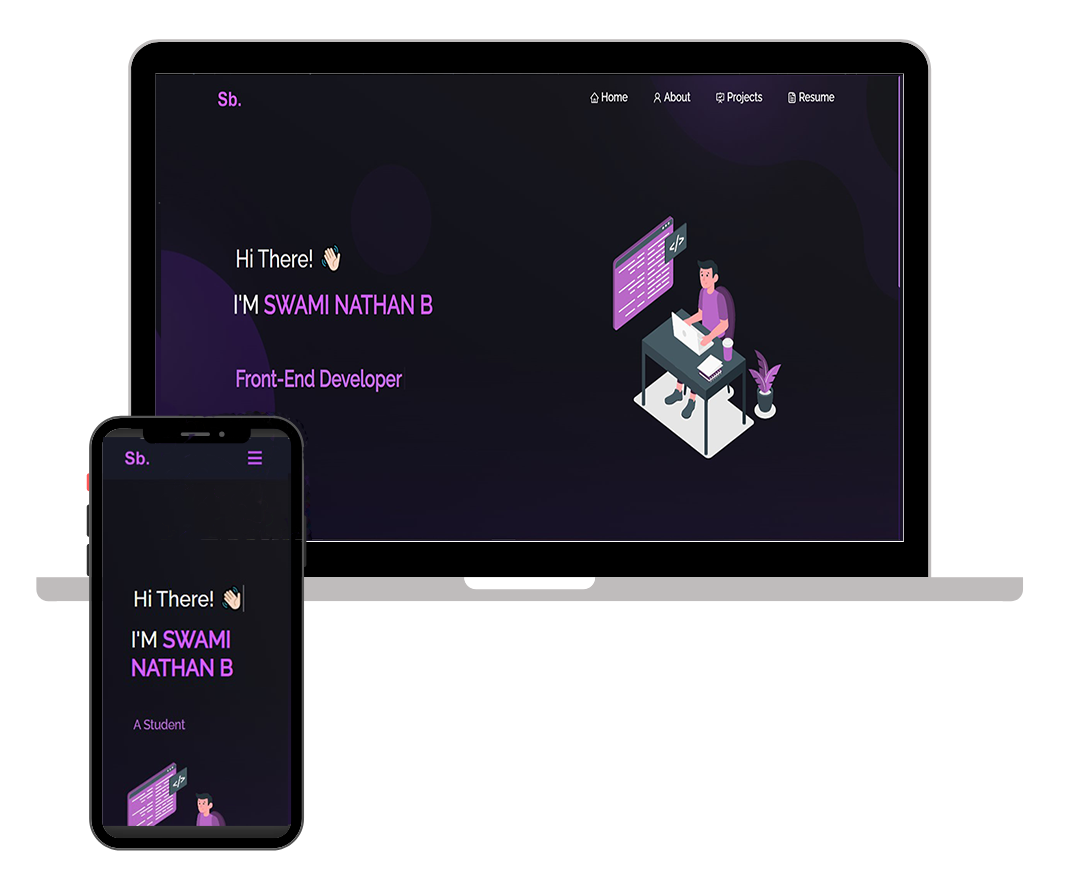 Sb.
Home About Projects Resume
Hi There! 👋🏻
I'M SWAMI NATHAN B
Front-End Developer
</>
Sb.
Hi There! 👋🏻
I'M SWAMI
NATHAN B
A Student
</>